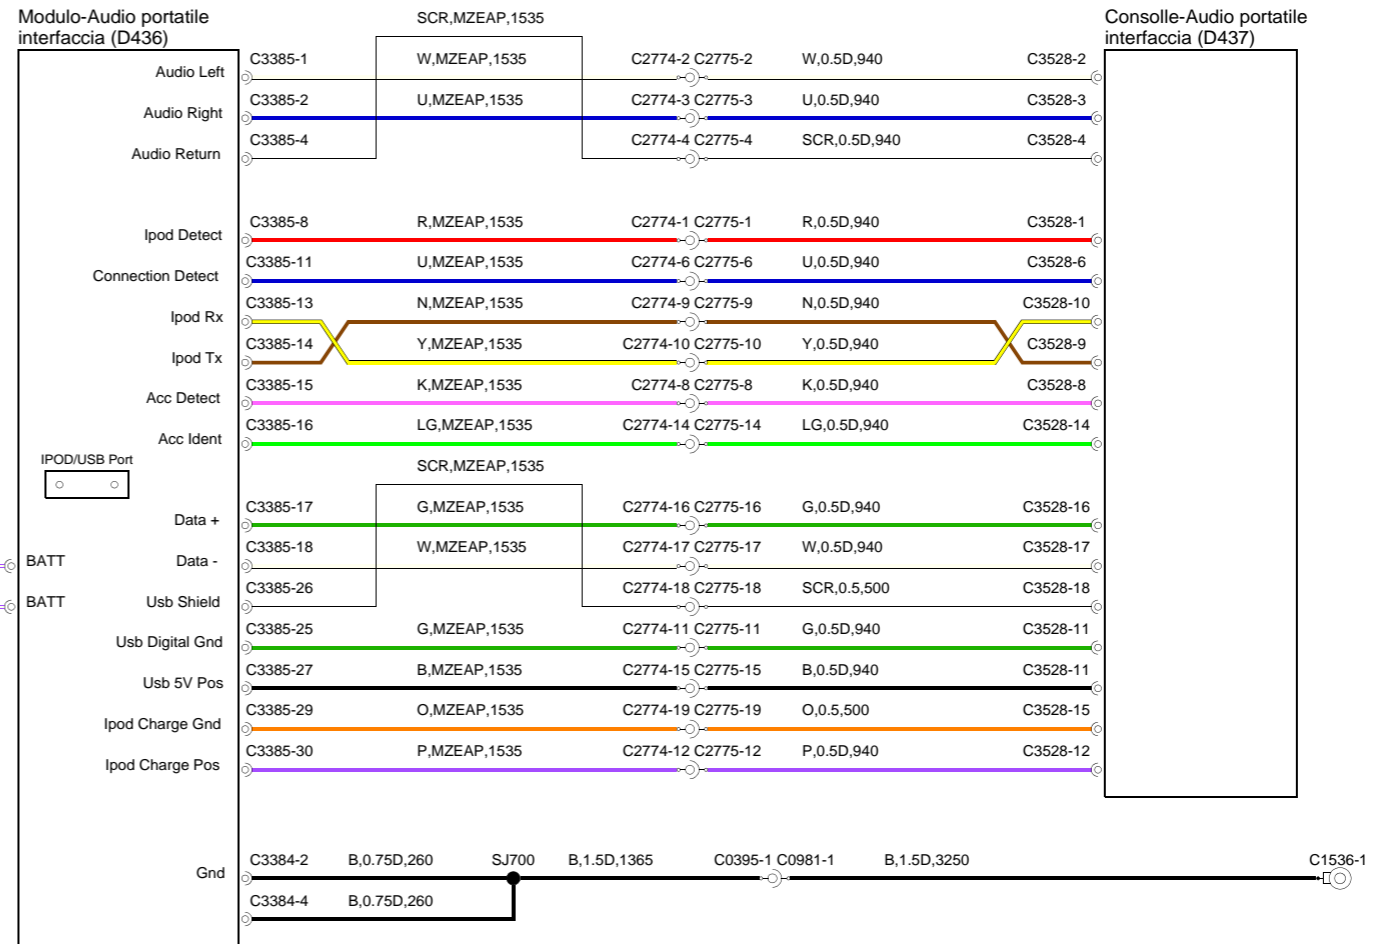 Modulo-Audio portatile
interfaccia (D436)
SCR,MZEAP,1535
Consolle-Audio portatile
interfaccia (D437)
Audio Left C3385-1 W,MZEAP,1535 C2774-2 C2775-2 W,0.5D,940 C3528-2
Audio Right C3385-2 U,MZEAP,1535 C2774-3 C2775-3 U,0.5D,940 C3528-3
Audio Return C3385-4 C2774-4 C2775-4 SCR,0.5D,940 C3528-4
Ipod Detect C3385-8 R,MZEAP,1535 C2774-1 C2775-1 R,0.5D,940 C3528-1
Connection Detect C3385-11 U,MZEAP,1535 C2774-6 C2775-6 U,0.5D,940 C3528-6
Ipod Rx C3385-13 N,MZEAP,1535 C2774-9 C2775-9 N,0.5D,940 C3528-10
Ipod Tx C3385-14 Y,MZEAP,1535 C2774-10 C2775-10 Y,0.5D,940 C3528-9
Acc Detect C3385-15 K,MZEAP,1535 C2774-8 C2775-8 K,0.5D,940 C3528-8
Acc Ident C3385-16 LG,MZEAP,1535 C2774-14 C2775-14 LG,0.5D,940 C3528-14
IPOD/USB Port
SCR,MZEAP,1535
Data + C3385-17 G,MZEAP,1535 C2774-16 C2775-16 G,0.5D,940 C3528-16
BATT Data - C3385-18 W,MZEAP,1535 C2774-17 C2775-17 W,0.5D,940 C3528-17
BATT Usb Shield C3385-26 C2774-18 C2775-18 SCR,0.5,500 C3528-18
Usb Digital Gnd C3385-25 G,MZEAP,1535 C2774-11 C2775-11 G,0.5D,940 C3528-11
Usb 5V Pos C3385-27 B,MZEAP,1535 C2774-15 C2775-15 B,0.5D,940 C3528-11
Ipod Charge Gnd C3385-29 O,MZEAP,1535 C2774-19 C2775-19 O,0.5,500 C3528-15
Ipod Charge Pos C3385-30 P,MZEAP,1535 C2774-12 C2775-12 P,0.5D,940 C3528-12
Gnd C3384-2 B,0.75D,260 SJ700 B,1.5D,1365 C0395-1 C0981-1 B,1.5D,3250 C1536-1
C3384-4 B,0.75D,260